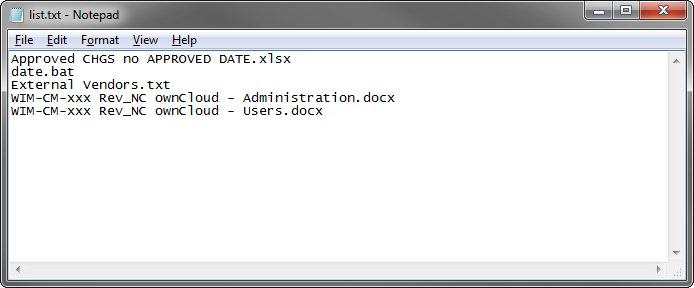 list.txt - Notepad
File Edit Format View Help
Approved CHGS no APPROVED DATE.xlsx
date.bat
External Vendors.txt
WIM-CM-xxx Rev_NC ownCloud - Administration.docx
WIM-CM-xxx Rev_NC ownCloud - Users.docx